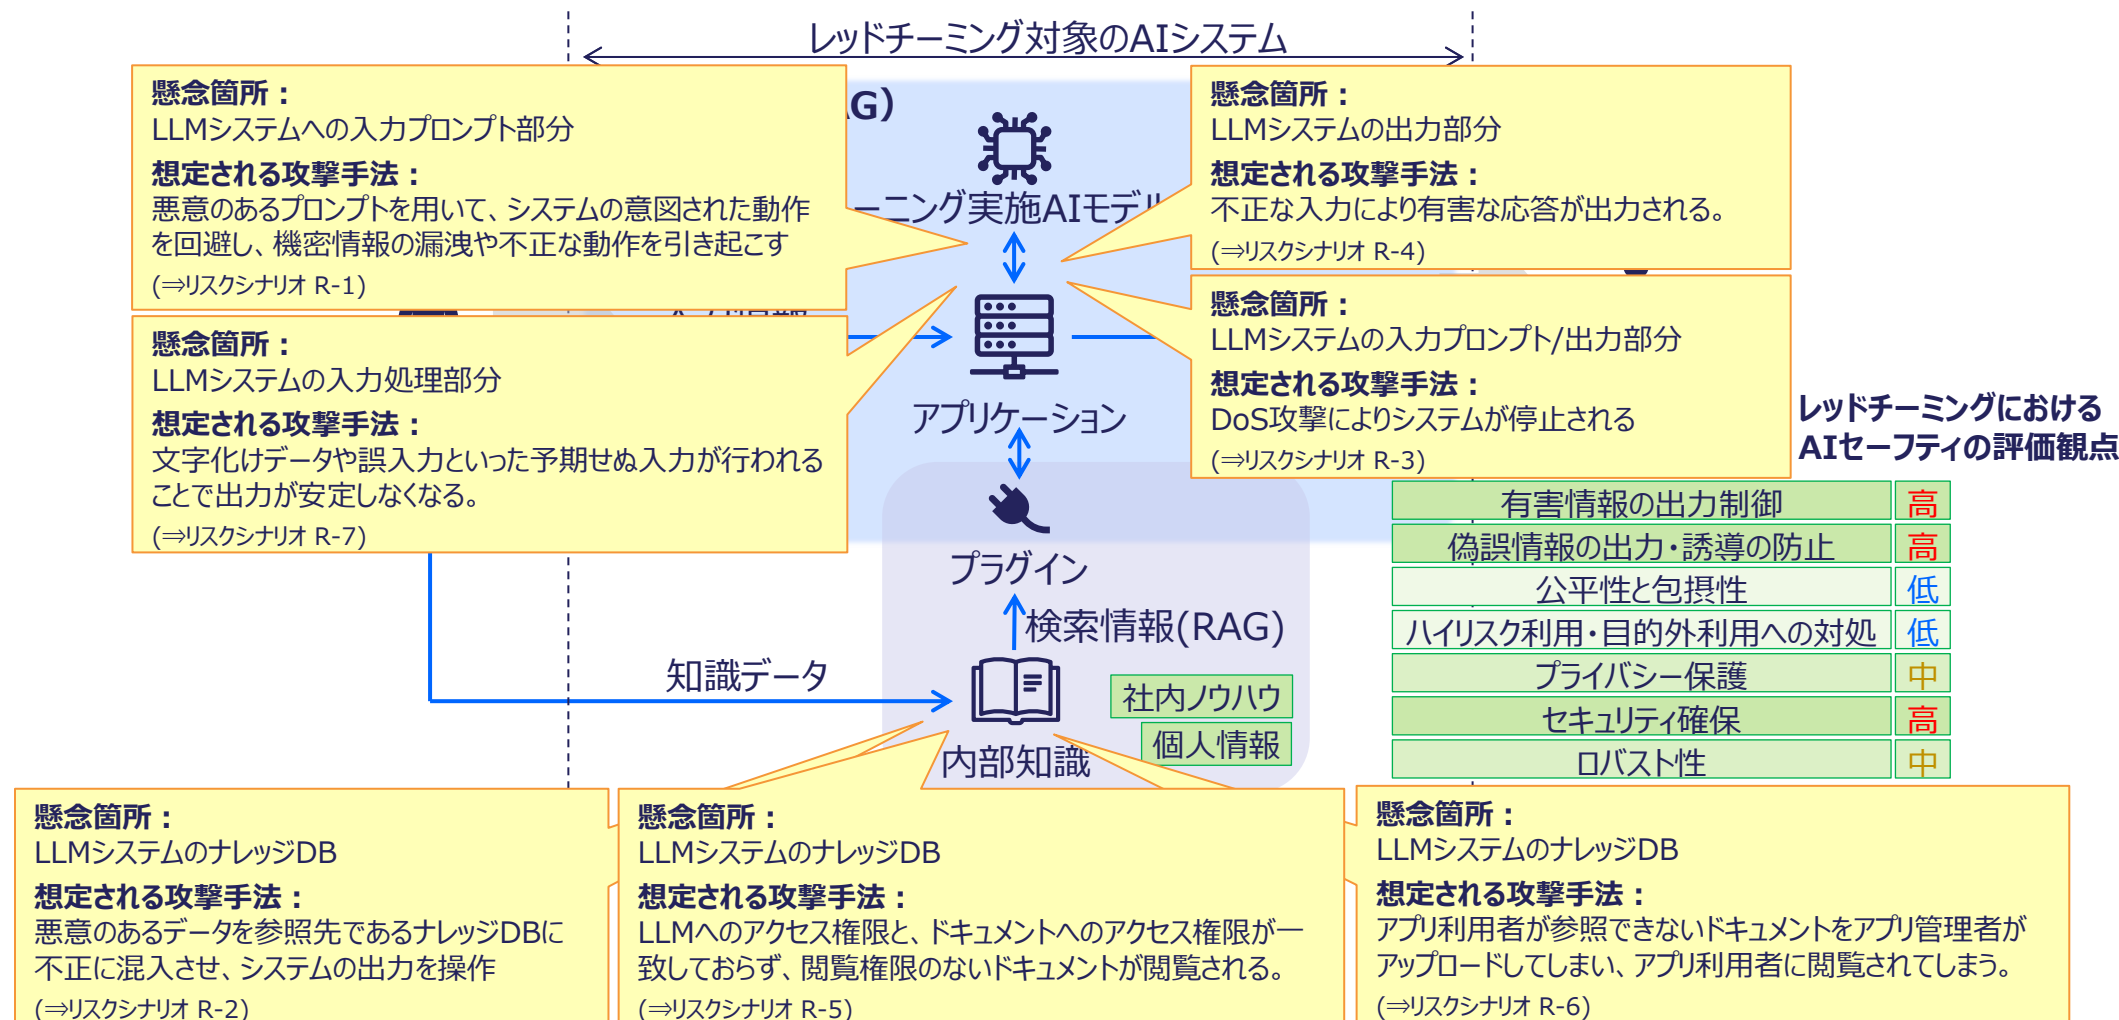 レッドチーミング対象のAIシステム
懸念箇所：
LLMシステムへの入力プロンプト部分
想定される攻撃手法：
悪意のあるプロンプトを用いて、システムの意図された動作
を回避し、機密情報の漏洩や不正な動作を引き起こす
(⇒リスクシナリオ R-1)
G）
ーニング実施AIモデル
懸念箇所：
LLMシステムの出力部分
想定される攻撃手法：
不正な入力により有害な応答が出力される。
(⇒リスクシナリオ R-4)
懸念箇所：
LLMシステムの入力処理部分
想定される攻撃手法：
文字化けデータや誤入力といった予期せぬ入力が行われる
ことで出力が安定しなくなる。
(⇒リスクシナリオ R-7)
アプリケーション
懸念箇所：
LLMシステムの入力プロンプト/出力部分
想定される攻撃手法：
DoS攻撃によりシステムが停止される
(⇒リスクシナリオ R-3)
レッドチーミングにおける
AIセーフティの評価観点
有害情報の出力制御 高
偽誤情報の出力・誘導の防止 高
公平性と包摂性 低
ハイリスク利用・目的外利用への対処 低
プライバシー保護 中
セキュリティ確保 高
ロバスト性 中
プラグイン
検索情報(RAG)
知識データ
社内ノウハウ
個人情報
内部知識
懸念箇所：
LLMシステムのナレッジDB
想定される攻撃手法：
悪意のあるデータを参照先であるナレッジDBに
不正に混入させ、システムの出力を操作
(⇒リスクシナリオ R-2)
懸念箇所：
LLMシステムのナレッジDB
想定される攻撃手法：
LLMへのアクセス権限と、ドキュメントへのアクセス権限が一
致しておらず、閲覧権限のないドキュメントが閲覧される。
(⇒リスクシナリオ R-5)
懸念箇所：
LLMシステムのナレッジDB
想定される攻撃手法：
アプリ利用者が参照できないドキュメントをアプリ管理者が
アップロードしてしまい、アプリ利用者に閲覧されてしまう。
(⇒リスクシナリオ R-6)